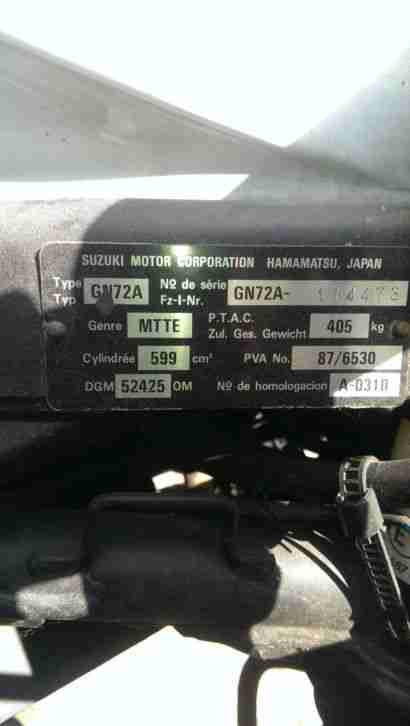 SUZUKI MOTOR CORPORATION HAMAMATSU, JAPAN
Type GN72A Nº de série GN72A-
Typ Fz-I-Nr.
Genre MTTE P.T.A.C. 405 kg
Zul. Ges. Gewicht
Cylindrée 599 cm³ PVA No. 87/6530
DGM 52425 OM Nº de homologacion A-0310